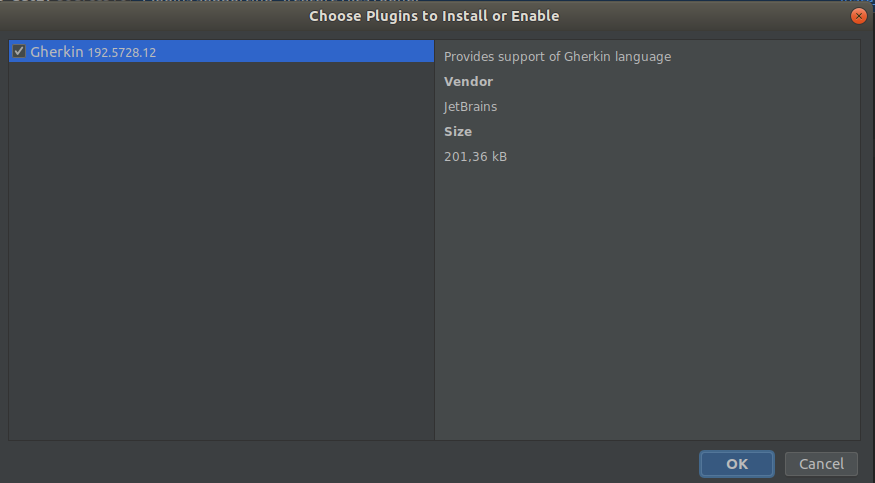 Choose Plugins to Install or Enable
Gherkin 192.5728.12
Provides support of Gherkin language
Vendor
JetBrains
Size
201,36 kB
OK
Cancel